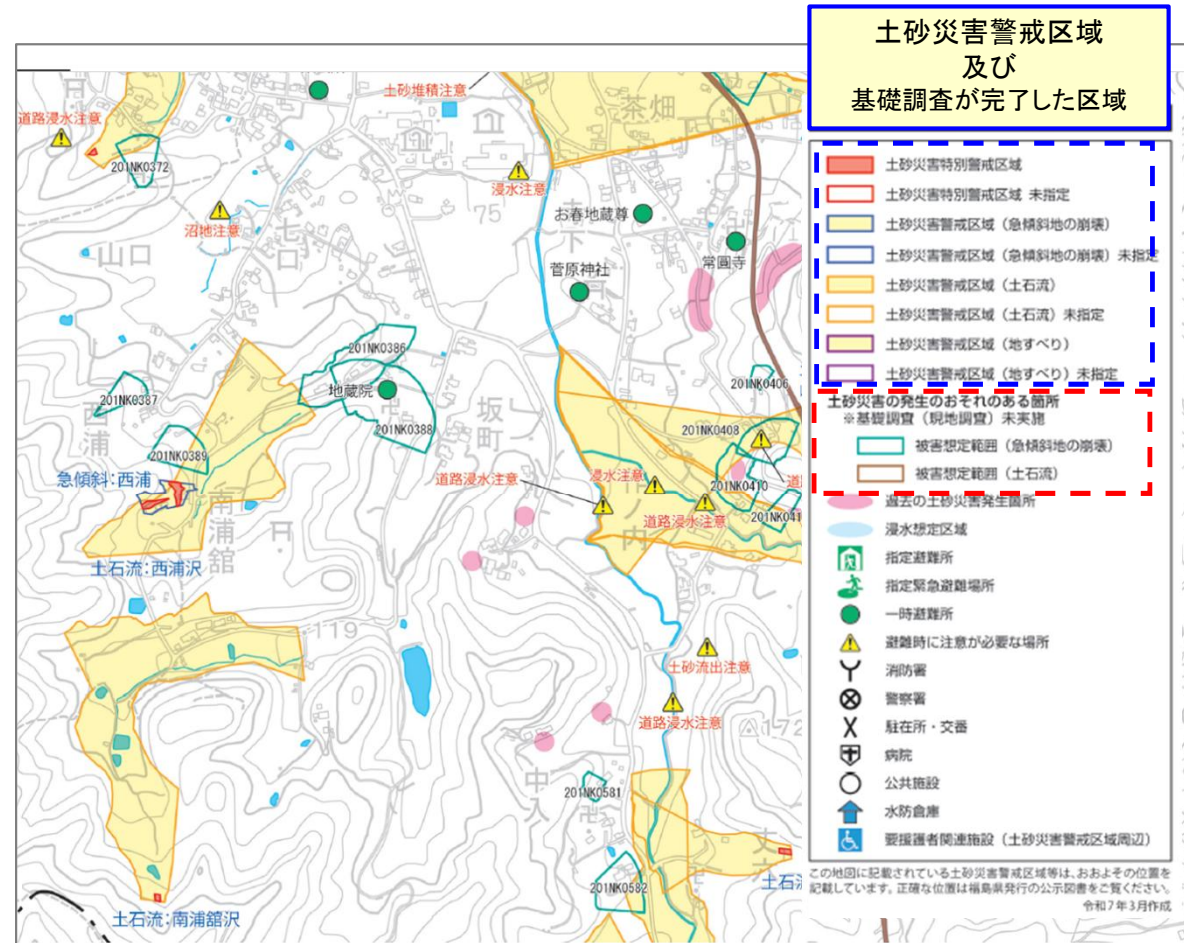 土砂災害警戒区域
及び
基礎調査が完了した区域
土砂災害特別警戒区域
土砂災害特別警戒区域 未指定
土砂災害警戒区域（急傾斜地の崩壊）
土砂災害警戒区域（急傾斜地の崩壊）未指定
土砂災害警戒区域（土石流）
土砂災害警戒区域（土石流）未指定
土砂災害警戒区域（地すべり）
土砂災害警戒区域（地すべり）未指定
土砂災害の発生のおそれのある箇所
※基礎調査（現地調査）未実施
被害想定範囲（急傾斜地の崩壊）
被害想定範囲（土石流）
過去の土砂災害発生箇所
浸水想定区域
指定避難所
指定緊急避難場所
一時避難所
避難時に注意が必要な場所
消防署
警察署
駐在所・交番
病院
公共施設
水防倉庫
要援護者関連施設（土砂災害警戒区域周辺）
この地図に記載されている土砂災害警戒区域等は、おおよその位置を
記載しています。正確な位置は福島県発行の公示図書をご覧ください。
令和7年3月作成
土砂堆積注意
茶畑
道路浸水注意
201NK0372
浸水注意
75
お春地蔵尊
沼地注意
常圓寺
山口
菅原神社
201NK0386
地蔵院
201NK0406
201NK0387
坂町
201NK0388
201NK0408
西浦
201NK0389
急傾斜:西浦
道路浸水注意
浸水注意
201NK0410
南浦舘
道路浸水注意
竹ノ内
201NK041
土石流:西浦沢
119
土砂流出注意
道路浸水注意
172
中入
201NK0581
201NK0582
土石
土石流:南浦舘沢